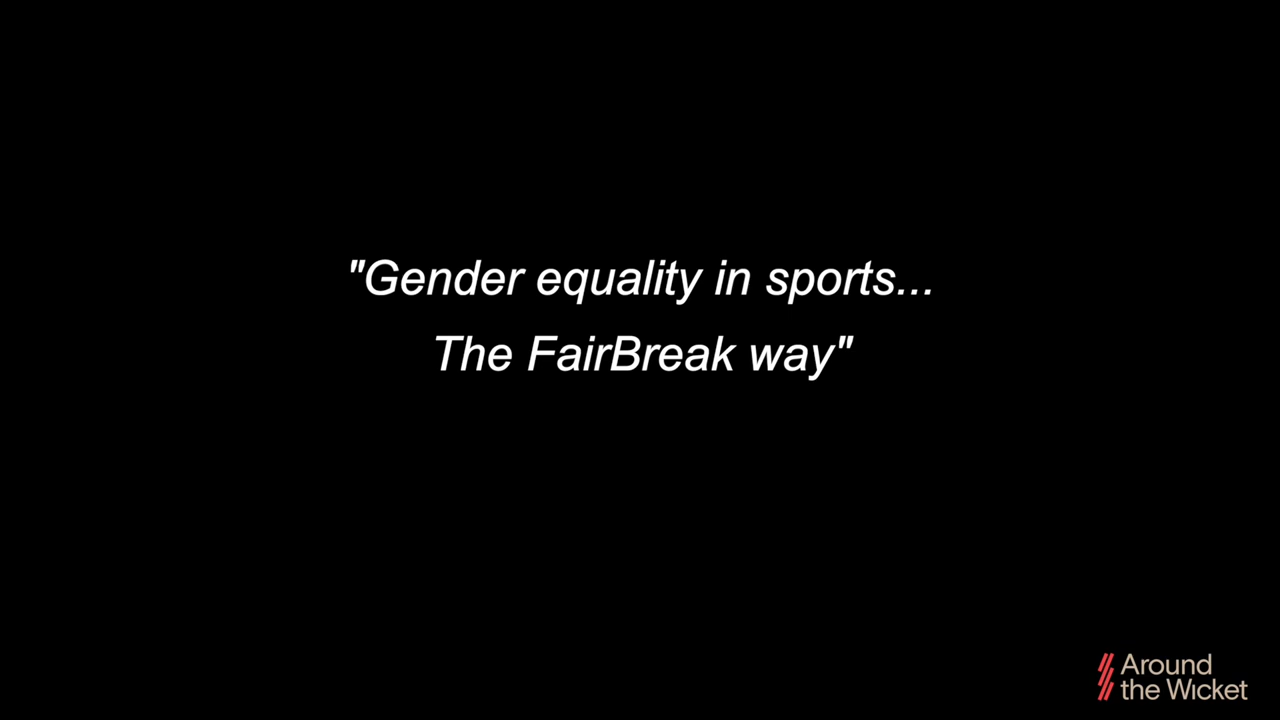 "Gender equality in sports...
The FairBreak way"
Around
the Wicket